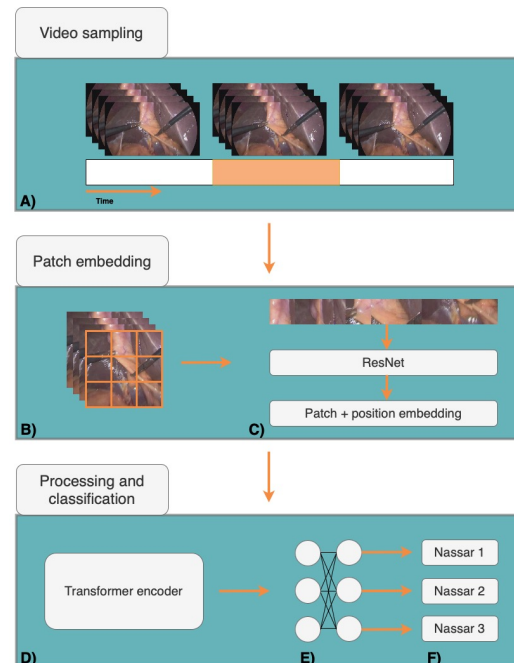 Video sampling
Time
A)
Patch embedding
ResNet
Patch + position embedding
B)
C)
Processing and
classification
Transformer encoder
Nassar 1
Nassar 2
Nassar 3
D)
E)
F)